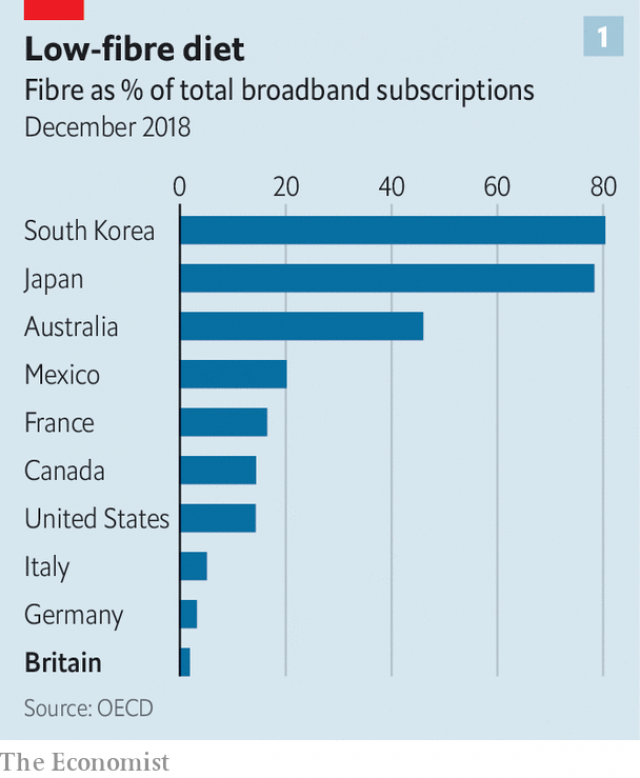 1
Low-fibre diet
Fibre as % of total broadband subscriptions
December 2018
0 20 40 60 80
South Korea
Japan
Australia
Mexico
France
Canada
United States
Italy
Germany
Britain
Source: OECD
The Economist